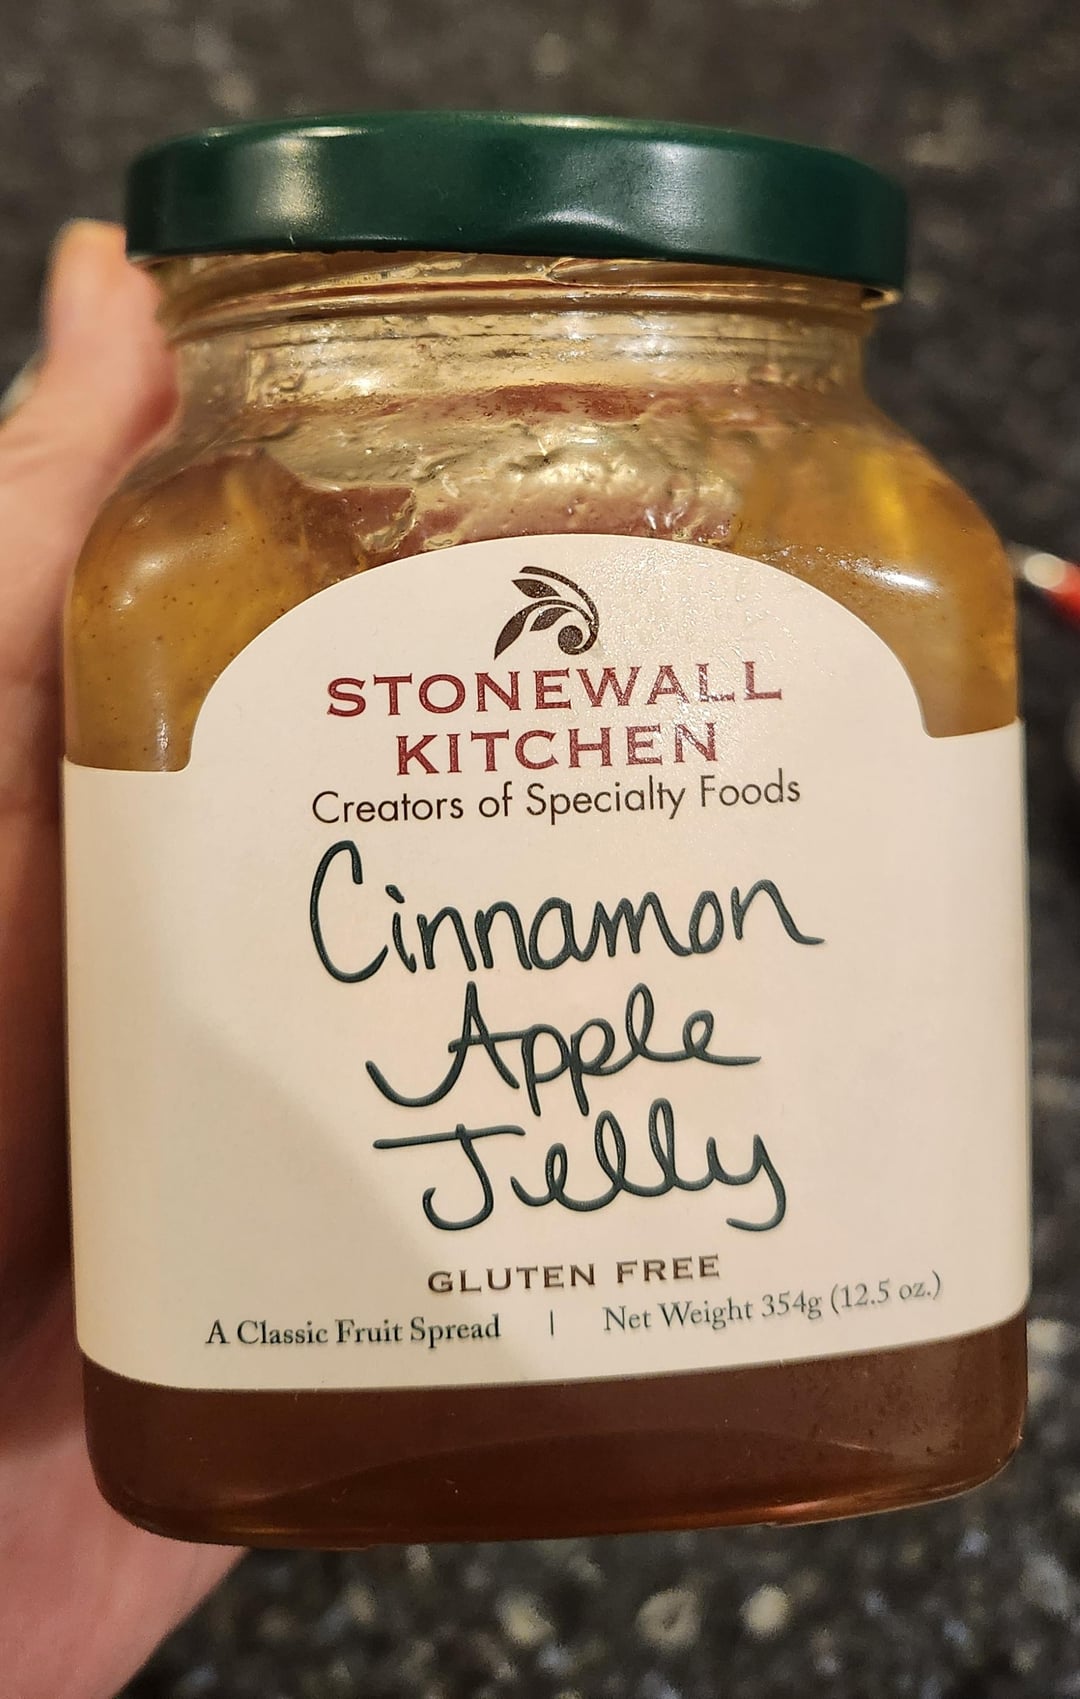 STONEWALL
KITCHEN
Creators of Specialty Foods
Cinnamon
Apple
Jelly
GLUTEN FREE
A Classic Fruit Spread | Net Weight 354g (12.5 oz.)